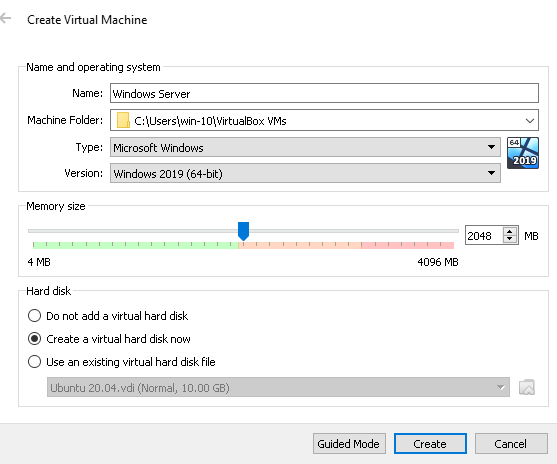 Create Virtual Machine
Name and operating system
Name: Windows Server
Machine Folder: C:\Users\win-10\VirtualBox VMs
Type: Microsoft Windows
64
2019
Version: Windows 2019 (64-bit)
Memory size
2048 MB
4 MB 4096 MB
Hard disk
Do not add a virtual hard disk
Create a virtual hard disk now
Use an existing virtual hard disk file
Ubuntu 20.04.vdi (Normal, 10.00 GB)
Guided Mode Create Cancel